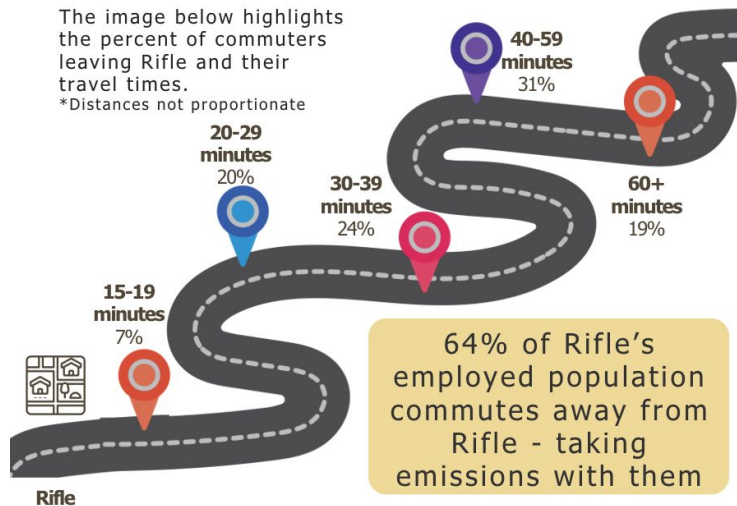 The image below highlights
the percent of commuters
leaving Rifle and their
travel times.
*Distances not proportionate
40-59
minutes
31%
20-29
minutes
20%
30-39
minutes
24%
60+
minutes
19%
15-19
minutes
7%
64% of Rifle's
employed population
commutes away from
Rifle - taking
emissions with them
Rifle